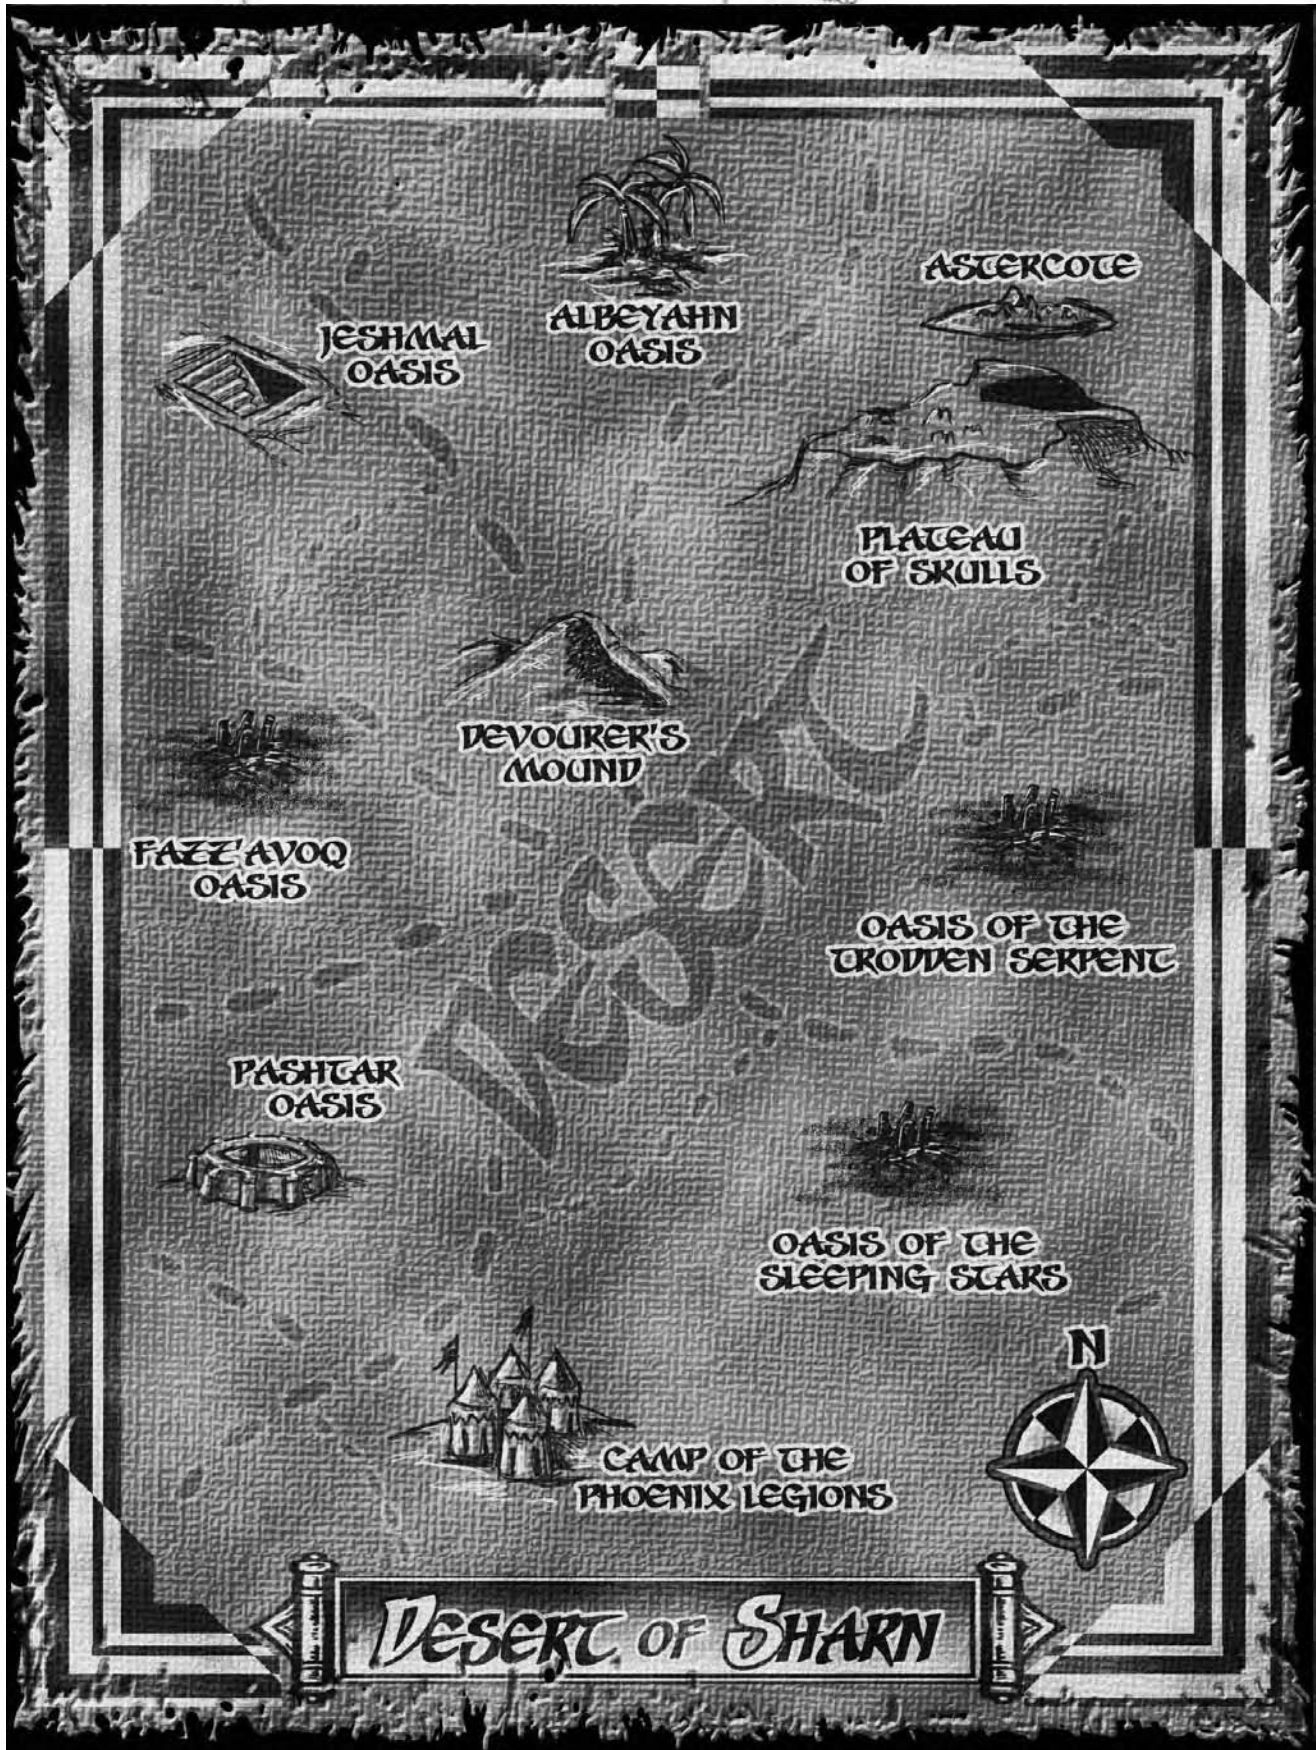 ASTERCOTE
ALBEYAHN
OASIS
JESHMAL
OASIS
PLATEAU
OF SKULLS
DEVOURER'S
MOUND
FAZZ'AVOQ
OASIS
OASIS OF THE
TRODDEN SERPENT
DESERT
PASHTAR
OASIS
OASIS OF THE
SLEEPING STARS
N
CAMP OF THE
PHOENIX LEGIONS
DESERT OF SHARN